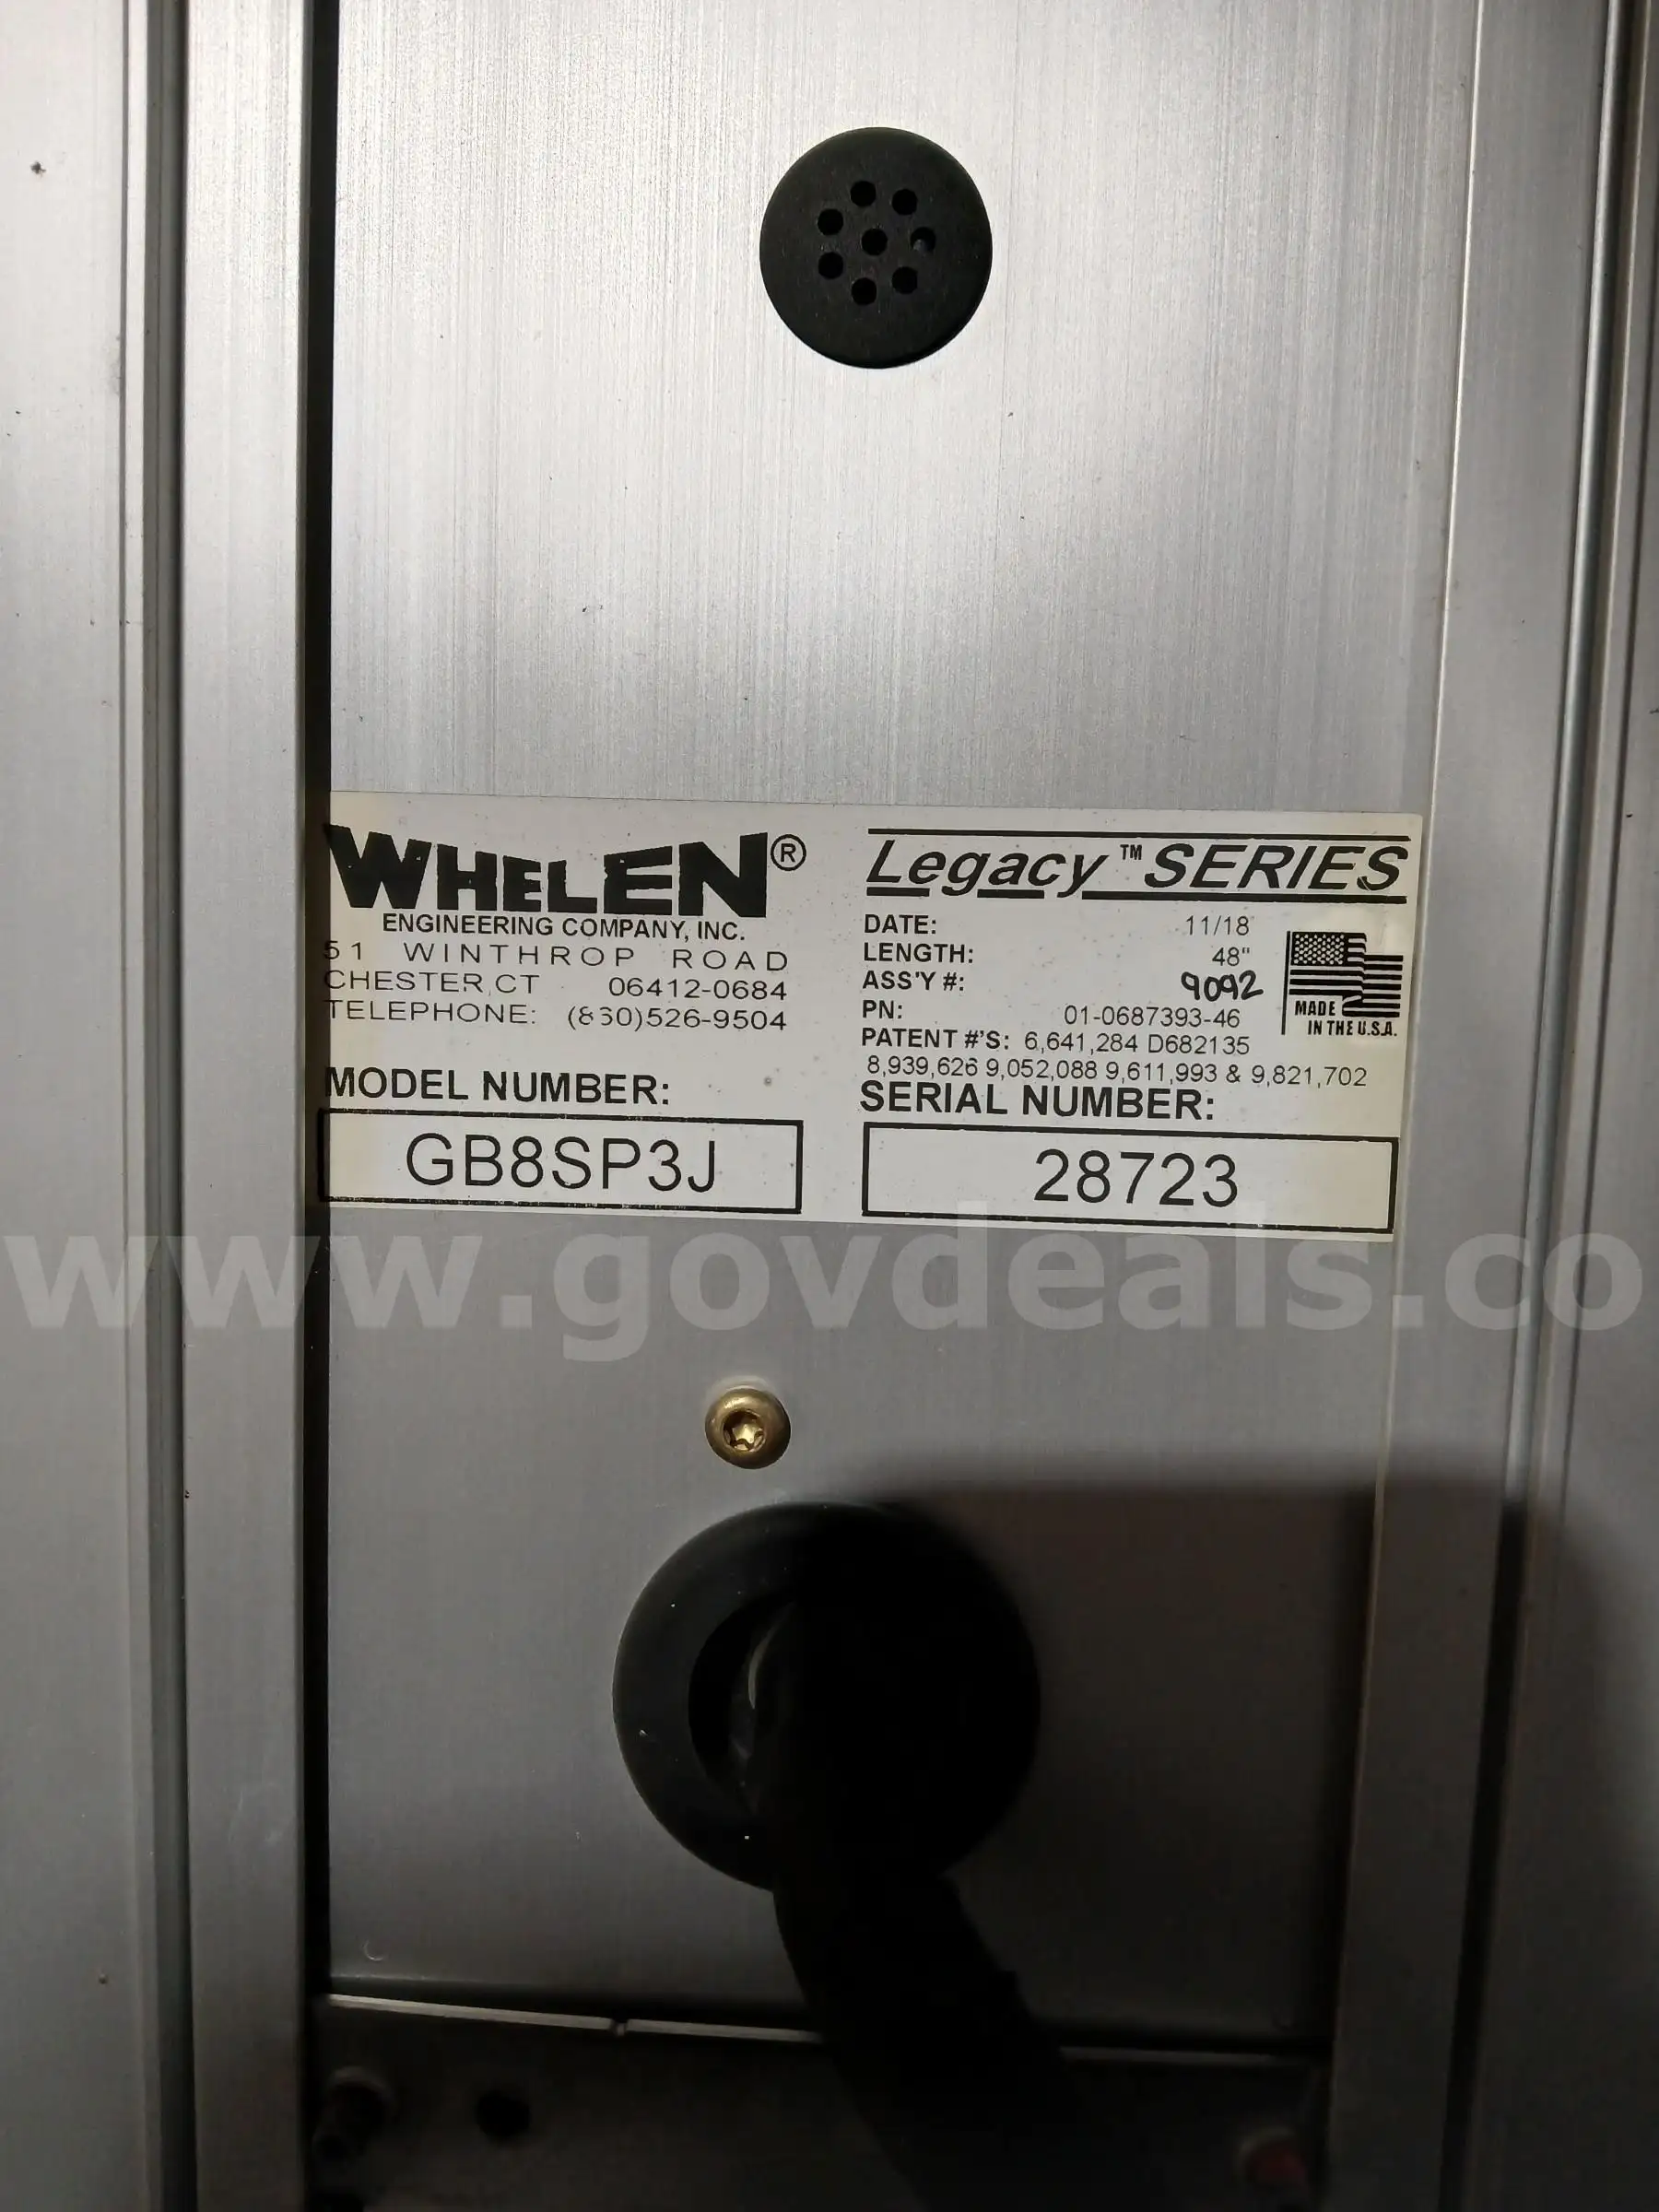 WHELEN®
ENGINEERING COMPANY, INC.
51 WINTHROP ROAD
CHESTER, CT 06412-0684
TELEPHONE: (860)526-9504
MODEL NUMBER:
GB8SP3J
Legacy™ SERIES
DATE: 11/18
LENGTH: 48"
ASS'Y #: 9092
PN: 01-0687393-46
MADE
IN THE U.S.A.
PATENT #'S: 6,641,284 D682135
8,939,626 9,052,088 9,611,993 & 9,821,702
SERIAL NUMBER:
28723
www.govdeals.co